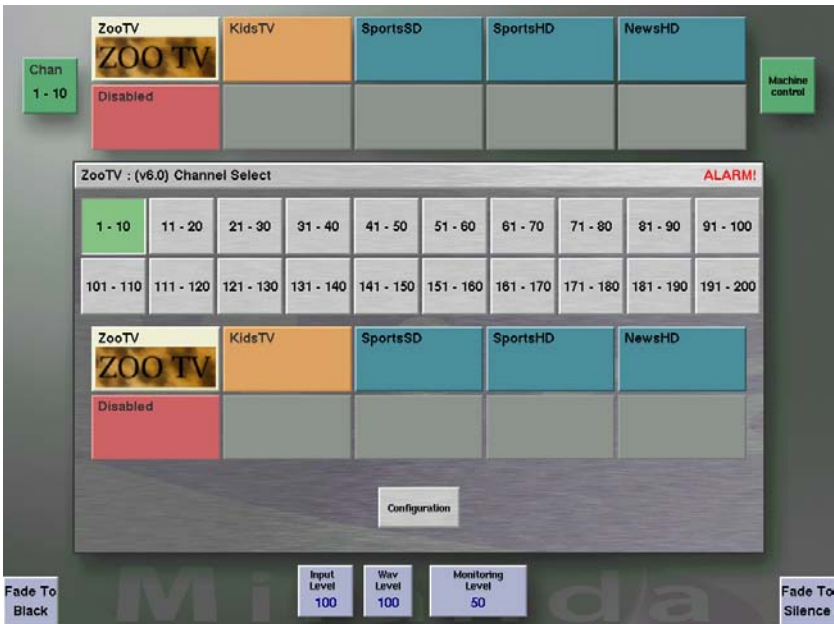 ZooTV
ZOO TV
KidsTV
SportsSD
SportsHD
NewsHD
Chan
1 - 10
Machine
control
Disabled
ZooTV : (v6.0) Channel Select
ALARM!
1 - 10
11 - 20
21 - 30
31 - 40
41 - 50
51 - 60
61 - 70
71 - 80
81 - 90
91 - 100
101 - 110
111 - 120
121 - 130
131 - 140
141 - 150
151 - 160
161 - 170
171 - 180
181 - 190
191 - 200
ZooTV
ZOO TV
KidsTV
SportsSD
SportsHD
NewsHD
Disabled
Configuration
Fade To
Black
Input
Level
100
Wav
Level
100
Monitoring
Level
50
Fade To
Silence
Miranda